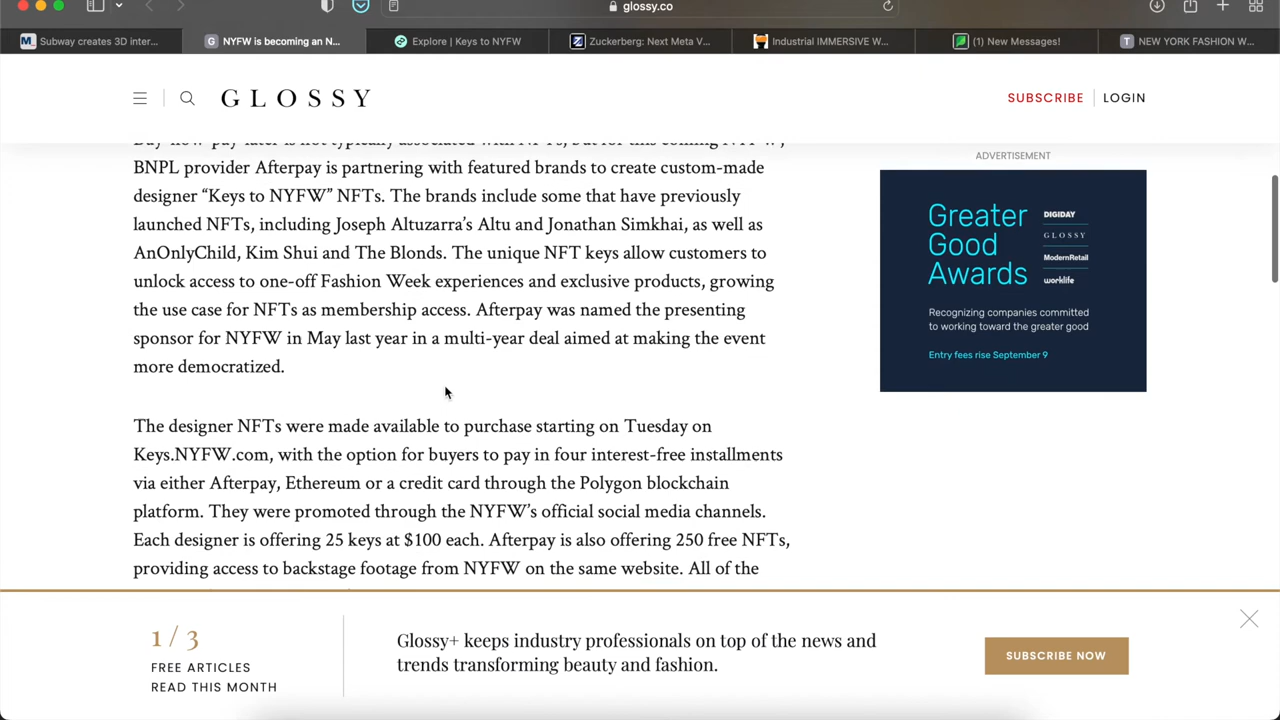 glossy.co
Subway creates 3D inter...
NYFW is becoming an N...
Explore | Keys to NYFW
Zuckerberg: Next Meta V...
Industrial IMMERSIVE W...
(1) New Messages!
NEW YORK FASHION W...
GLOSSY
SUBSCRIBE
LOGIN
BNPL provider Afterpay is partnering with featured brands to create custom-made
designer “Keys to NYFW” NFTs. The brands include some that have previously
launched NFTs, including Joseph Altuzarra’s Altu and Jonathan Simkhai, as well as
AnOnlyChild, Kim Shui and The Blonds. The unique NFT keys allow customers to
unlock access to one-off Fashion Week experiences and exclusive products, growing
the use case for NFTs as membership access. Afterpay was named the presenting
sponsor for NYFW in May last year in a multi-year deal aimed at making the event
more democratized.
The designer NFTs were made available to purchase starting on Tuesday on
Keys.NYFW.com, with the option for buyers to pay in four interest-free installments
via either Afterpay, Ethereum or a credit card through the Polygon blockchain
platform. They were promoted through the NYFW’s official social media channels.
Each designer is offering 25 keys at $100 each. Afterpay is also offering 250 free NFTs,
providing access to backstage footage from NYFW on the same website. All of the
ADVERTISEMENT
Greater
Good
Awards
DIGIDAY
GLOSSY
ModernRetail
worklife
Recognizing companies committed
to working toward the greater good
Entry fees rise September 9
1 / 3
FREE ARTICLES
READ THIS MONTH
Glossy+ keeps industry professionals on top of the news and
trends transforming beauty and fashion.
SUBSCRIBE NOW